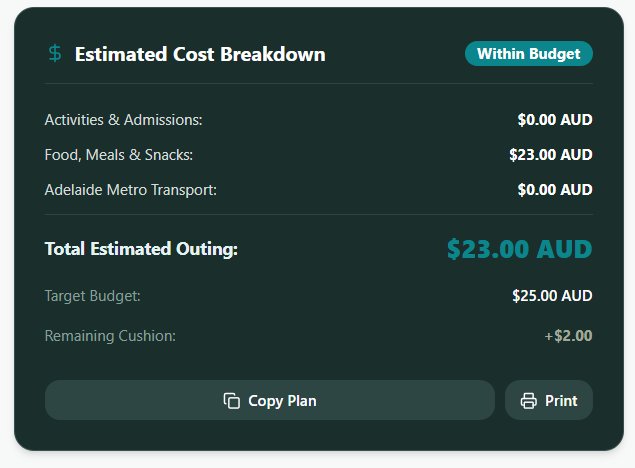 $ Estimated Cost Breakdown Within Budget
Activities & Admissions: $0.00 AUD
Food, Meals & Snacks: $23.00 AUD
Adelaide Metro Transport: $0.00 AUD
Total Estimated Outing: $23.00 AUD
Target Budget: $25.00 AUD
Remaining Cushion: +$2.00
Copy Plan Print